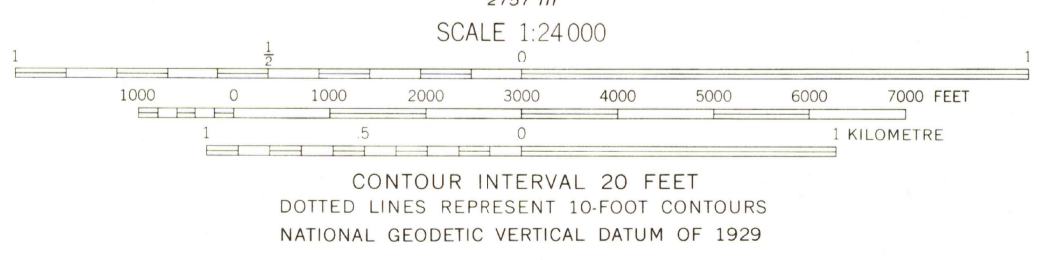 SCALE 1:24 000
1 1/2 0 1
1000 0 1000 2000 3000 4000 5000 6000 7000 FEET
1 .5 0 1 KILOMETRE
CONTOUR INTERVAL 20 FEET
DOTTED LINES REPRESENT 10-FOOT CONTOURS
NATIONAL GEODETIC VERTICAL DATUM OF 1929